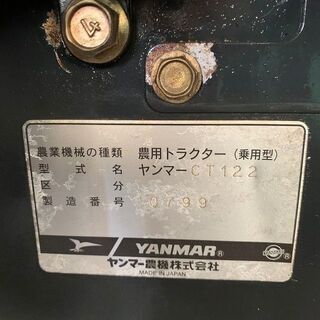 4
農業機械の種類 農用トラクター(乗用型)
型式名 ヤンマーCT122
区分
製造番号 0799
YANMAR®
ヤンマー農機株式会社
MADE IN JAPAN